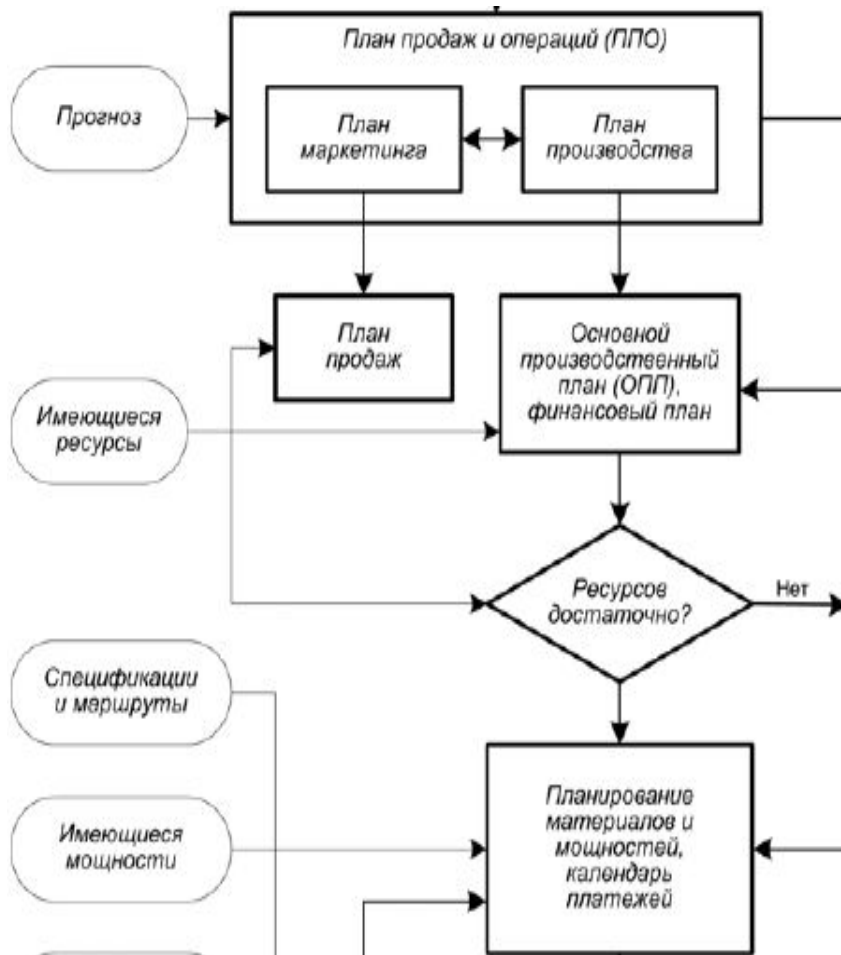 План продаж и операций (ППО)
Прогноз
План
маркетинга
План
производства
План
продаж
Основной
производственный
план (ОПП),
финансовый план
Имеющиеся
ресурсы
Ресурсов
достаточно?
Нет
Спецификации
и маршруты
Планирование
материалов и
мощностей,
календарь
платежей
Имеющиеся
мощности